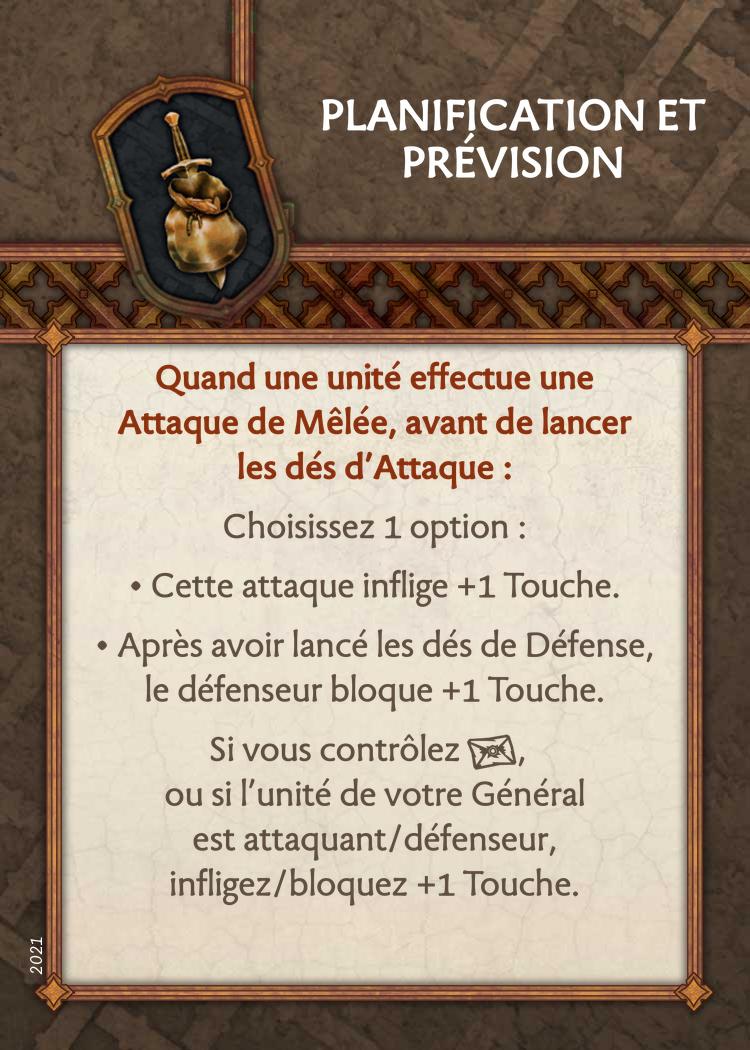 PLANIFICATION ET
PRÉVISION
Quand une unité effectue une
Attaque de Mêlée, avant de lancer
les dés d'Attaque :
Choisissez 1 option :
• Cette attaque inflige +1 Touche.
• Après avoir lancé les dés de Défense,
le défenseur bloque +1 Touche.
Si vous contrôlez ,
ou si l'unité de votre Général
est attaquant/défenseur,
infligez/bloquez +1 Touche.
2021